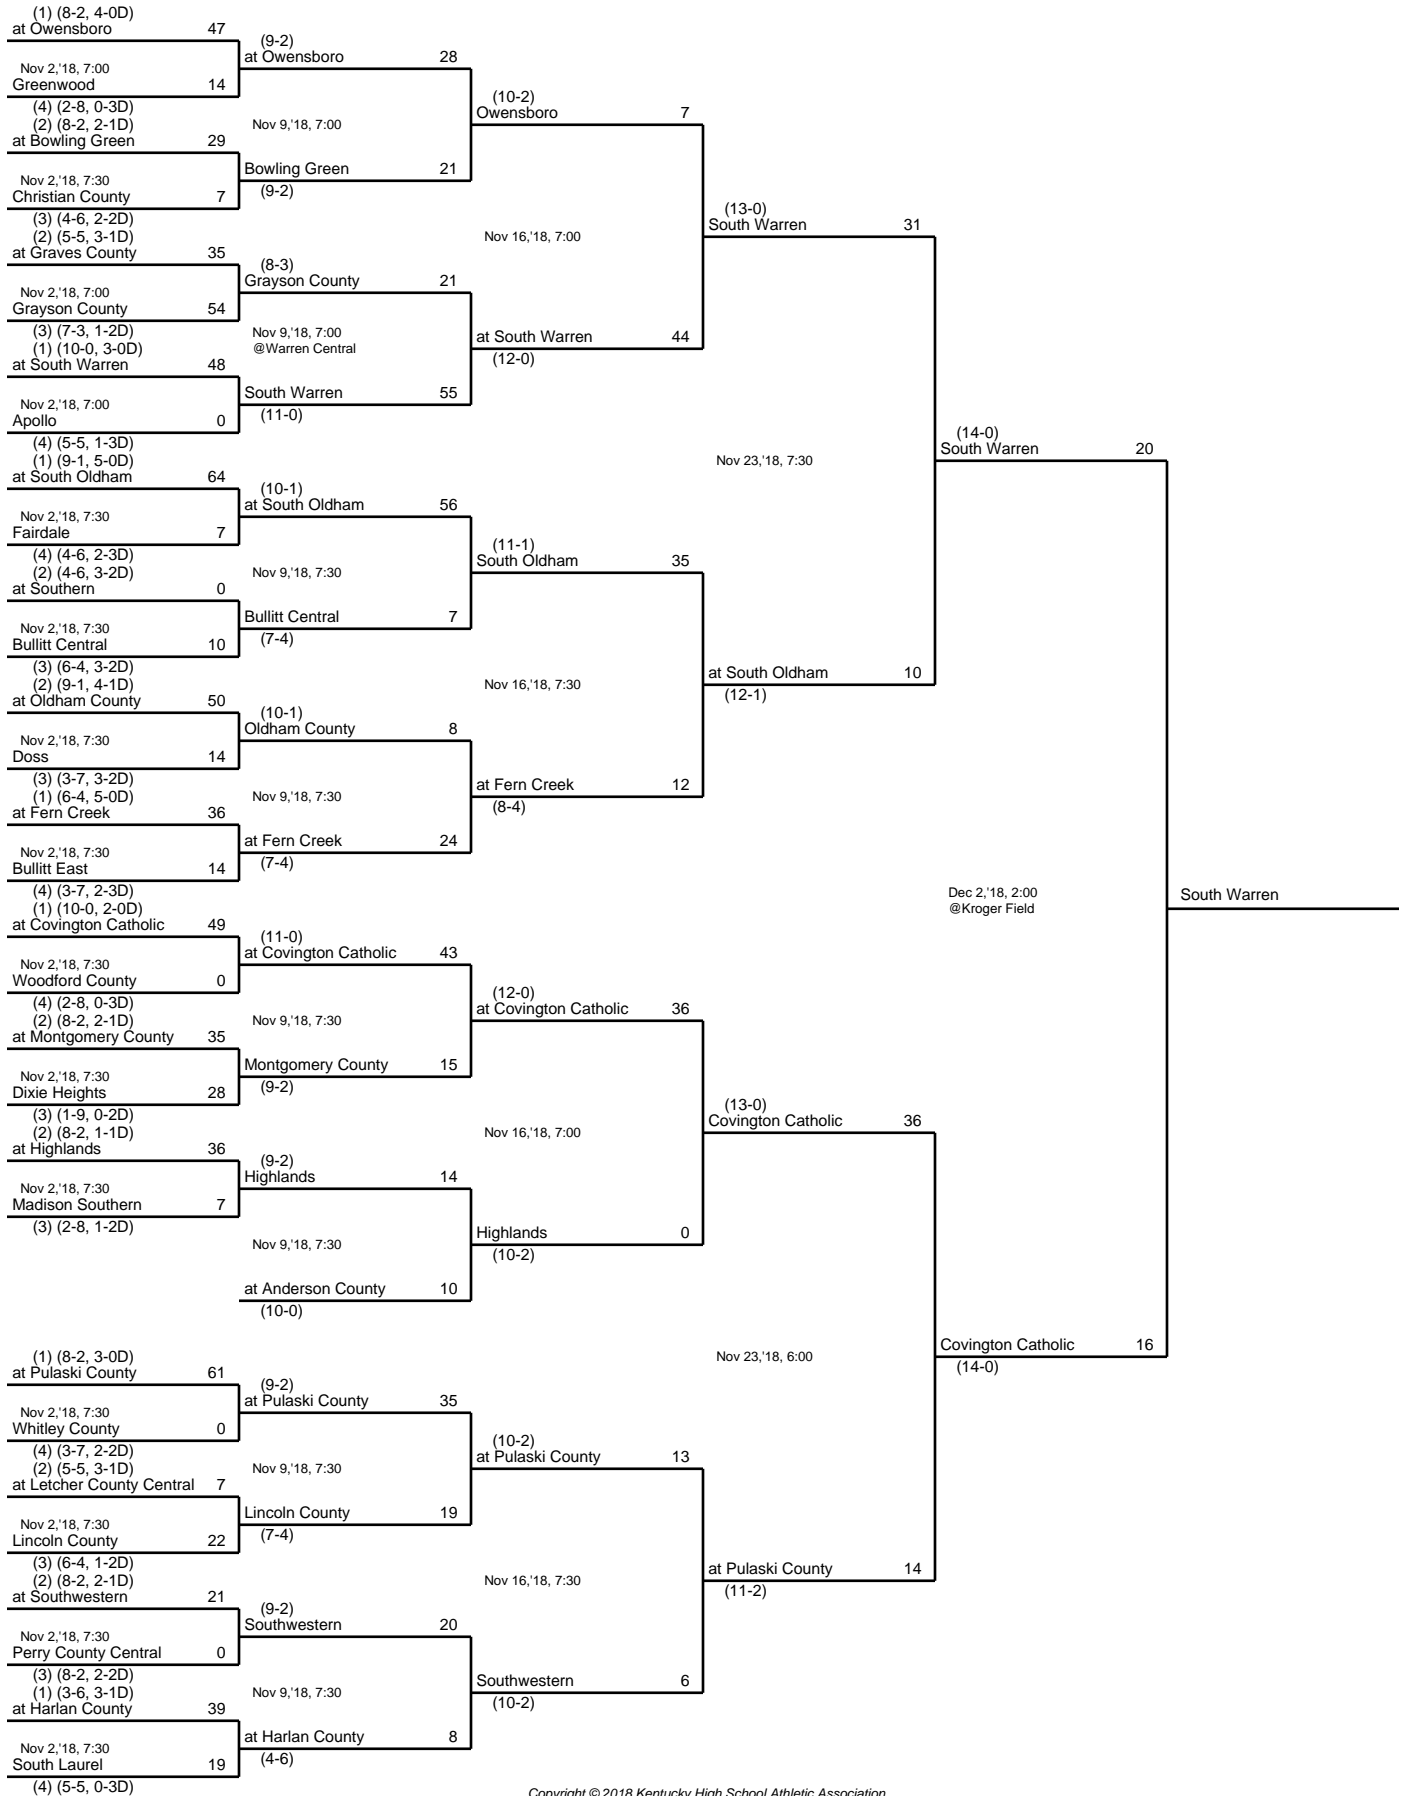 (1) (8-2, 4-0D)
at Owensboro 47
Nov 2,'18, 7:00
Greenwood 14
(4) (2-8, 0-3D)
(2) (8-2, 2-1D)
at Bowling Green 29
Nov 2,'18, 7:30
Christian County 7
(3) (4-6, 2-2D)
(2) (5-5, 3-1D)
at Graves County 35
Nov 2,'18, 7:00
Grayson County 54
(3) (7-3, 1-2D)
(1) (10-0, 3-0D)
at South Warren 48
Nov 2,'18, 7:00
Apollo 0
(4) (5-5, 1-3D)
(1) (9-1, 5-0D)
at South Oldham 64
Nov 2,'18, 7:30
Fairdale 7
(4) (4-6, 2-3D)
(2) (4-6, 3-2D)
at Southern 0
Nov 2,'18, 7:30
Bullitt Central 10
(3) (6-4, 3-2D)
(2) (9-1, 4-1D)
at Oldham County 50
Nov 2,'18, 7:30
Doss 14
(3) (3-7, 3-2D)
(1) (6-4, 5-0D)
at Fern Creek 36
Nov 2,'18, 7:30
Bullitt East 14
(4) (3-7, 2-3D)
(1) (10-0, 2-0D)
at Covington Catholic 49
Nov 2,'18, 7:30
Woodford County 0
(4) (2-8, 0-3D)
(2) (8-2, 2-1D)
at Montgomery County 35
Nov 2,'18, 7:30
Dixie Heights 28
(3) (1-9, 0-2D)
(2) (8-2, 1-1D)
at Highlands 36
Nov 2,'18, 7:30
Madison Southern 7
(3) (2-8, 1-2D)
(1) (8-2, 3-0D)
at Pulaski County 61
Nov 2,'18, 7:30
Whitley County 0
(4) (3-7, 2-2D)
(2) (5-5, 3-1D)
at Letcher County Central 7
Nov 2,'18, 7:30
Lincoln County 22
(3) (6-4, 1-2D)
(2) (8-2, 2-1D)
at Southwestern 21
Nov 2,'18, 7:30
Perry County Central 0
(3) (8-2, 2-2D)
(1) (3-6, 3-1D)
at Harlan County 39
Nov 2,'18, 7:30
South Laurel 19
(4) (5-5, 0-3D)
(9-2)
at Owensboro 28
Nov 9,'18, 7:00
Bowling Green 21
(9-2)
(8-3)
Grayson County 21
Nov 9,'18, 7:00
@Warren Central
South Warren 55
(11-0)
(10-1)
at South Oldham 56
Nov 9,'18, 7:30
Bullitt Central 7
(7-4)
(10-1)
Oldham County 8
Nov 9,'18, 7:30
at Fern Creek 24
(7-4)
(11-0)
at Covington Catholic 43
Nov 9,'18, 7:30
Montgomery County 15
(9-2)
(9-2)
Highlands 14
Nov 9,'18, 7:30
at Anderson County 10
(10-0)
(9-2)
at Pulaski County 35
Nov 9,'18, 7:30
Lincoln County 19
(7-4)
(9-2)
Southwestern 20
Nov 9,'18, 7:30
at Harlan County 8
(4-6)
(10-2)
Owensboro 7
Nov 16,'18, 7:00
at South Warren 44
(12-0)
(11-1)
South Oldham 35
Nov 16,'18, 7:30
at Fern Creek 12
(8-4)
(12-0)
at Covington Catholic 36
Nov 16,'18, 7:00
Highlands 0
(10-2)
(10-2)
at Pulaski County 13
Nov 16,'18, 7:30
Southwestern 6
(10-2)
(13-0)
South Warren 31
Nov 23,'18, 7:30
at South Oldham 10
(12-1)
(13-0)
Covington Catholic 36
Nov 23,'18, 6:00
at Pulaski County 14
(11-2)
(14-0)
South Warren 20
Dec 2,'18, 2:00
@Kroger Field
Covington Catholic 16
(14-0)
South Warren
Copyright © 2018 Kentucky High School Athletic Association